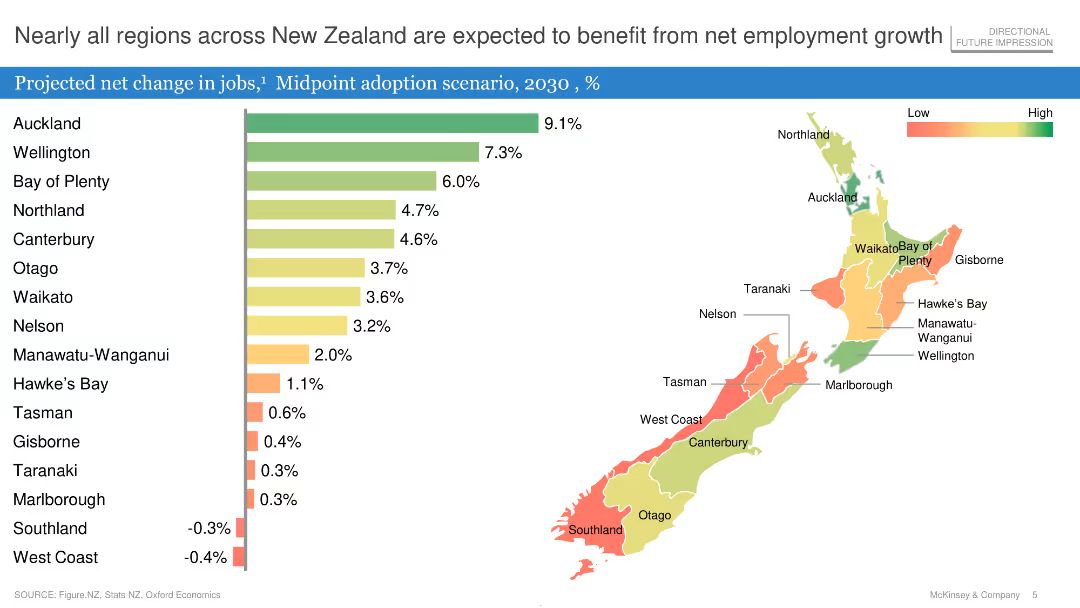 Nearly all regions across New Zealand are expected to benefit from net employment growth
DIRECTIONAL
FUTURE IMPRESSION
Projected net change in jobs,¹ Midpoint adoption scenario, 2030 , %
Auckland 9.1%
Wellington 7.3%
Bay of Plenty 6.0%
Northland 4.7%
Canterbury 4.6%
Otago 3.7%
Waikato 3.6%
Nelson 3.2%
Manawatu-Wanganui 2.0%
Hawke’s Bay 1.1%
Tasman 0.6%
Gisborne 0.4%
Taranaki 0.3%
Marlborough 0.3%
Southland -0.3%
West Coast -0.4%
Low High
Northland
Auckland
Waikato
Bay of
Plenty
Gisborne
Taranaki
Hawke’s Bay
Nelson
Manawatu-
Wanganui
Wellington
Tasman
Marlborough
West Coast
Canterbury
Otago
Southland
SOURCE: Figure.NZ, Stats NZ, Oxford Economics
McKinsey & Company 5